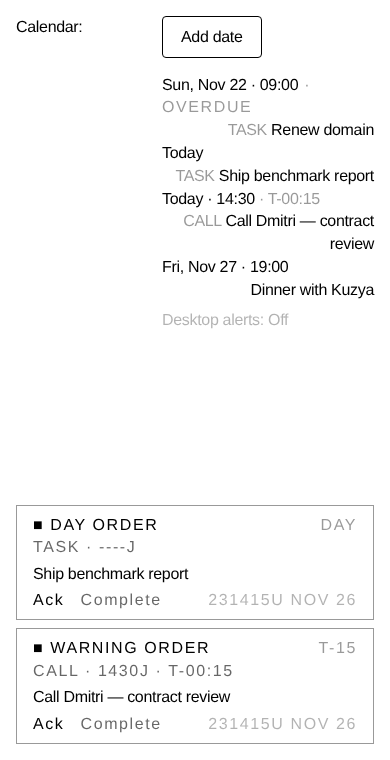 Calendar:
Add date
Sun, Nov 22 · 09:00 ·
OVERDUE
TASK Renew domain
Today
TASK Ship benchmark report
Today · 14:30 · T-00:15
CALL Call Dmitri — contract
review
Fri, Nov 27 · 19:00
Dinner with Kuzya
Desktop alerts: Off
■ DAY ORDER DAY
TASK · ----J
Ship benchmark report
Ack Complete 231415U NOV 26
■ WARNING ORDER T-15
CALL · 1430J · T-00:15
Call Dmitri — contract review
Ack Complete 231415U NOV 26